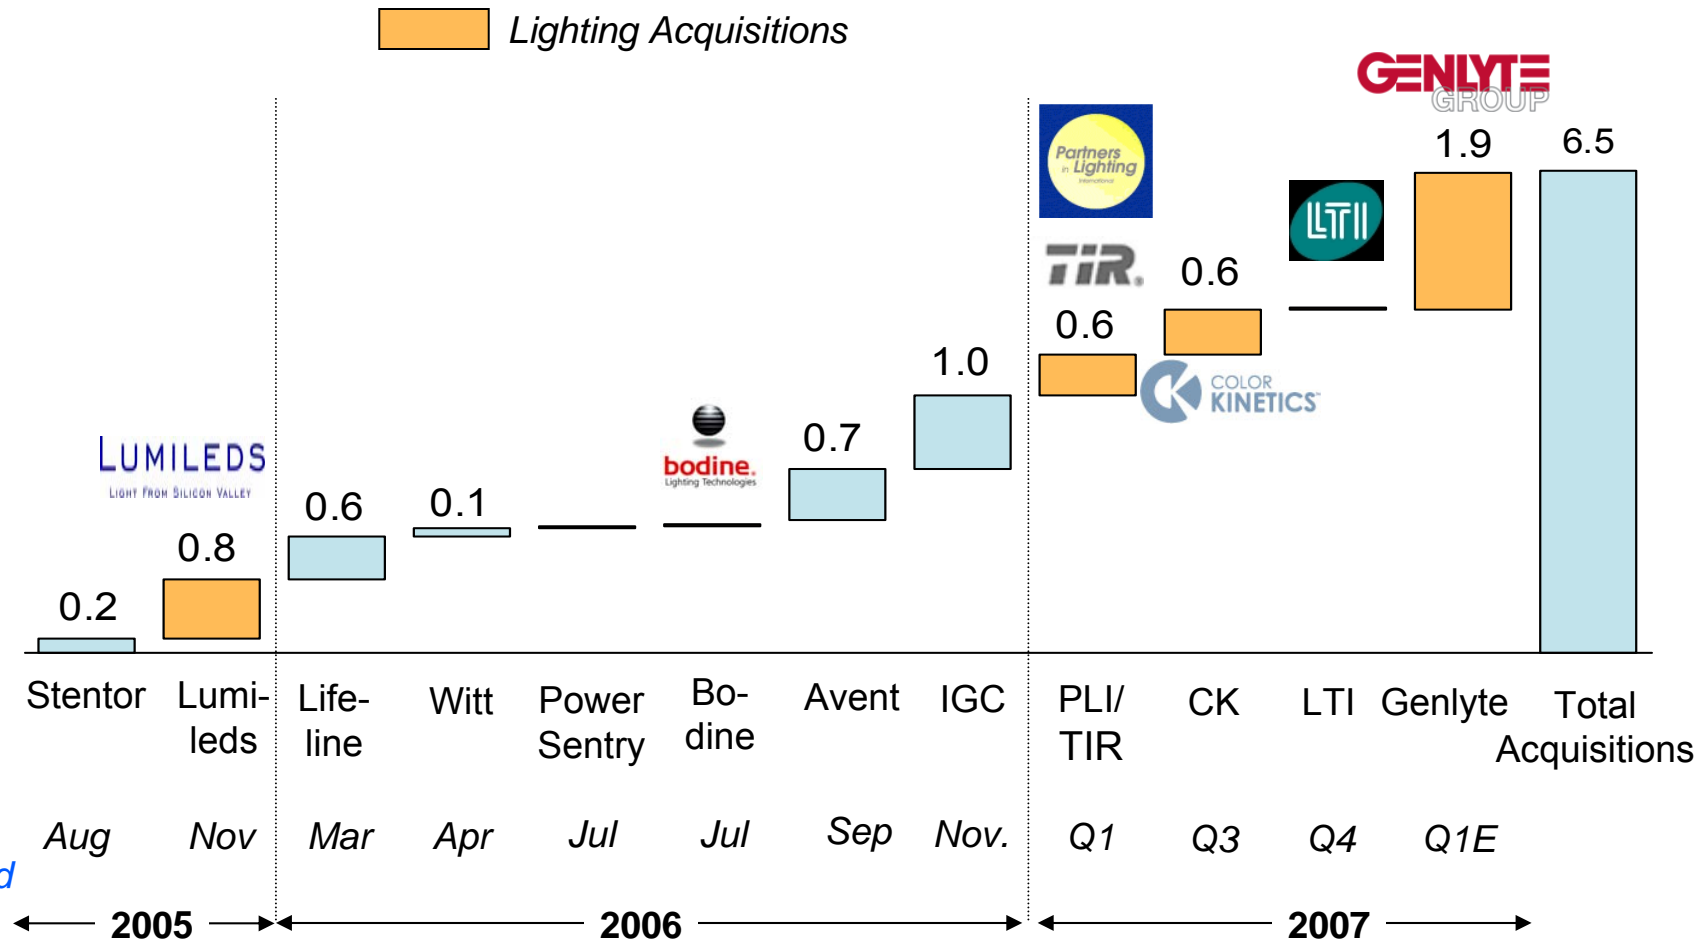 Lighting Acquisitions
GENLYTE
GROUP
1.9
6.5
Partners
in Lighting
International
LTI
TIR®
0.6
0.6
1.0
COLOR
KINETICS™
bodine.
Lighting Technologies
0.7
LUMILEDS
LIGHT FROM SILICON VALLEY
0.6
0.1
0.8
0.2
Stentor
Lumi-
leds
Life-
line
Witt
Power
Sentry
Bo-
dine
Avent
IGC
PLI/
TIR
CK
LTI
Genlyte
Total
Acquisitions
Aug
Nov
Mar
Apr
Jul
Jul
Sep
Nov.
Q1
Q3
Q4
Q1E
d
2005
2006
2007